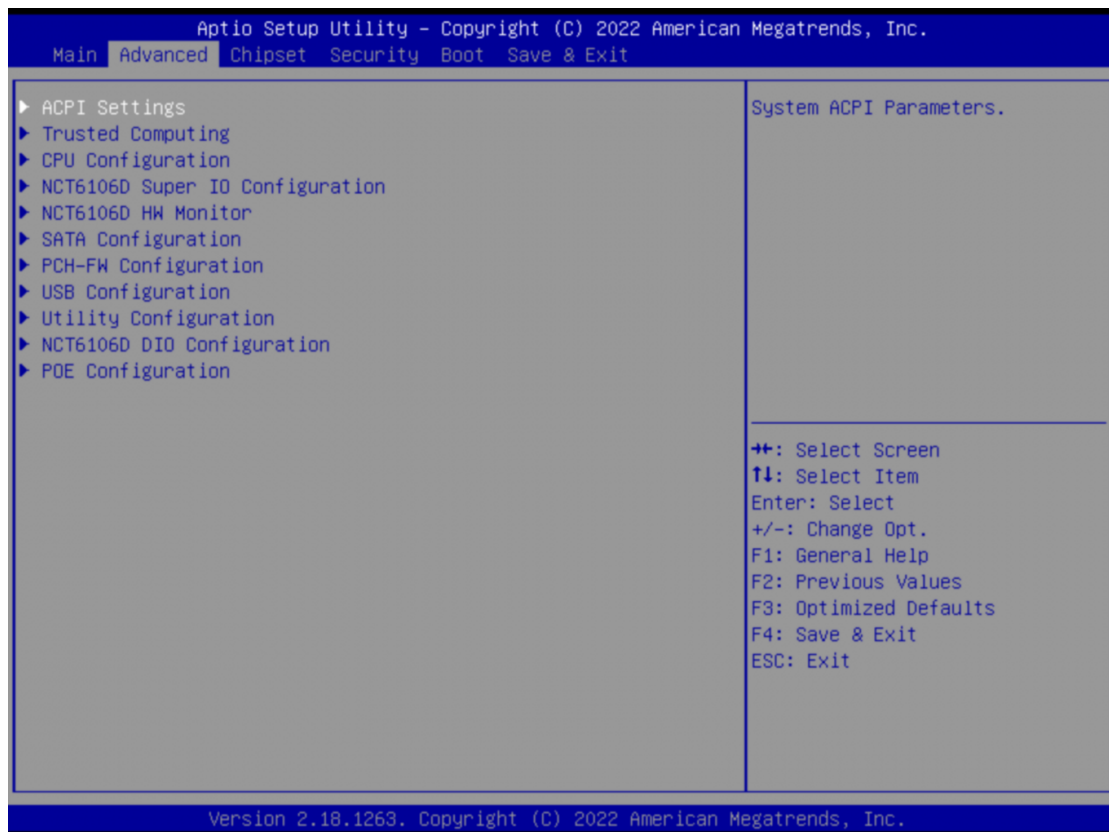 Aptio Setup Utility – Copyright (C) 2022 American Megatrends, Inc.
Main Advanced Chipset Security Boot Save & Exit
▶ ACPI Settings
▶ Trusted Computing
▶ CPU Configuration
▶ NCT6106D Super IO Configuration
▶ NCT6106D HW Monitor
▶ SATA Configuration
▶ PCH-FW Configuration
▶ USB Configuration
▶ Utility Configuration
▶ NCT6106D DIO Configuration
▶ POE Configuration
System ACPI Parameters.
→←: Select Screen
↑↓: Select Item
Enter: Select
+/-: Change Opt.
F1: General Help
F2: Previous Values
F3: Optimized Defaults
F4: Save & Exit
ESC: Exit
Version 2.18.1263. Copyright (C) 2022 American Megatrends, Inc.